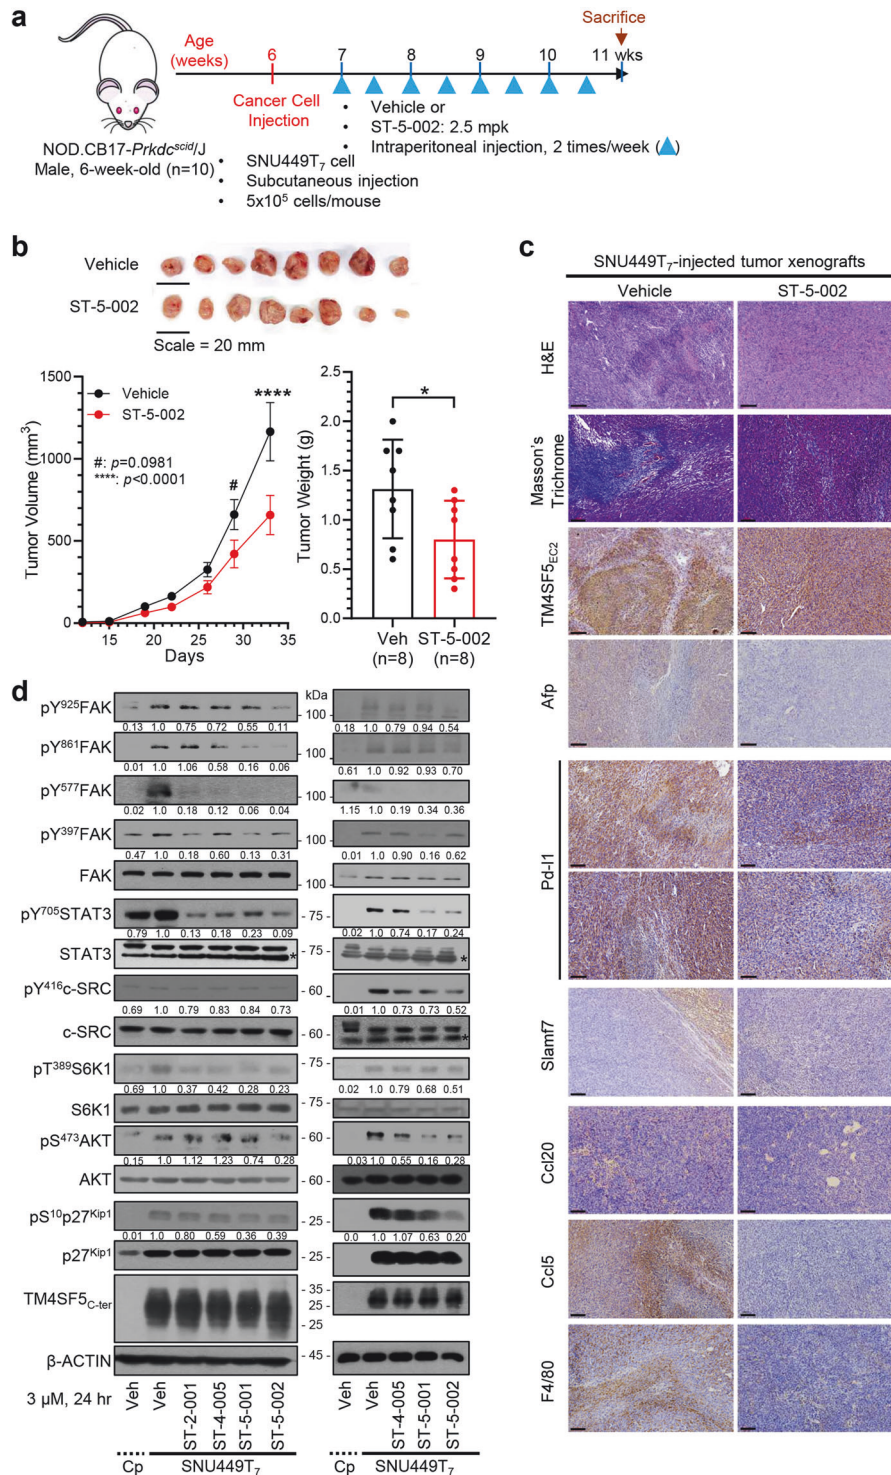 a
Sacrifice
Age
(weeks)
6
7
8
9
10
11 wks
Cancer Cell
Injection
• Vehicle or
• ST-5-002: 2.5 mpk
• Intraperitoneal injection, 2 times/week ( )
NOD.CB17-Prkdcscid/J
Male, 6-week-old (n=10)
• SNU449T7 cell
• Subcutaneous injection
• 5x10⁵ cells/mouse
b
Vehicle
ST-5-002
Scale = 20 mm
Tumor Volume (mm³)
1500
1000
500
0
Vehicle
ST-5-002
#: p=0.0981
****: p<0.0001
#
****
15 20 25 30 35
Days
Tumor Weight (g)
2.5
2.0
1.5
1.0
0.5
0.0
*
Veh
(n=8)
ST-5-002
(n=8)
c
SNU449T7-injected tumor xenografts
Vehicle
ST-5-002
H&E
Masson's
Trichrome
TM4SF5EC2
Afp
Pd-l1
Slamf7
Ccl20
Ccl5
F4/80
d
kDa
pY⁹²⁵FAK
100
0.13 1.0 0.75 0.72 0.55 0.11
0.18 1.0 0.79 0.94 0.54
pY⁸⁶¹FAK
100
0.01 1.0 1.06 0.58 0.16 0.06
0.61 1.0 0.92 0.93 0.70
pY⁵⁷⁷FAK
100
0.02 1.0 0.18 0.12 0.06 0.04
1.15 1.0 0.19 0.34 0.36
pY³⁹⁷FAK
100
0.47 1.0 0.18 0.60 0.13 0.31
0.01 1.0 0.90 0.16 0.62
FAK
100
pY⁷⁰⁵STAT3
75
0.79 1.0 0.13 0.18 0.23 0.09
0.02 1.0 0.74 0.17 0.24
STAT3
*
75
*
pY⁴¹⁶c-SRC
60
0.69 1.0 0.79 0.83 0.84 0.73
0.01 1.0 0.73 0.73 0.52
c-SRC
60
*
pT³⁸⁹S6K1
75
0.69 1.0 0.37 0.42 0.28 0.23
0.02 1.0 0.79 0.68 0.51
S6K1
75
pS⁴⁷³AKT
60
0.15 1.0 1.12 1.23 0.74 0.28
0.03 1.0 0.55 0.16 0.28
AKT
60
pS¹⁰p27Kip1
25
0.01 1.0 0.80 0.59 0.36 0.39
0.0 1.0 1.07 0.63 0.20
p27Kip1
25
TM4SF5C-ter
35
25
25
β-ACTIN
45
3 µM, 24 hr
Veh
Veh
ST-2-001
ST-4-005
ST-5-001
ST-5-002
Veh
Veh
ST-4-005
ST-5-001
ST-5-002
Cp
SNU449T7
Cp
SNU449T7